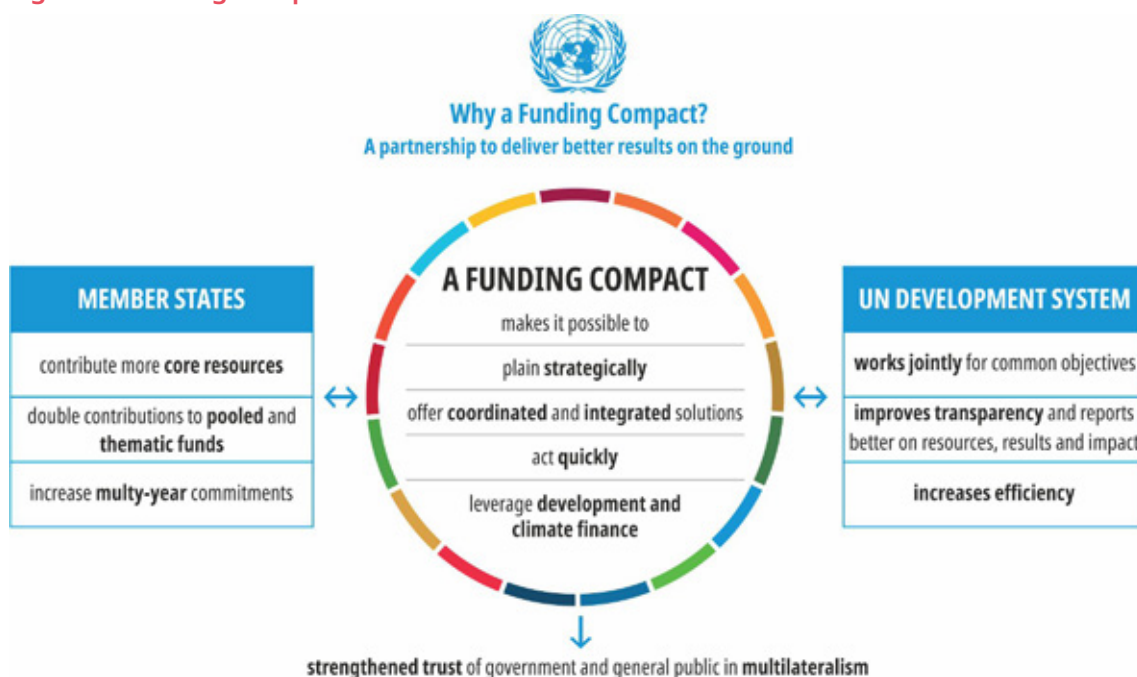 Why a Funding Compact?
A partnership to deliver better results on the ground
MEMBER STATES
contribute more core resources
double contributions to pooled and
thematic funds
increase multy-year commitments
A FUNDING COMPACT
makes it possible to
plain strategically
offer coordinated and integrated solutions
act quickly
leverage development and
climate finance
UN DEVELOPMENT SYSTEM
works jointly for common objectives
improves transparency and reports
better on resources, results and impact
increases efficiency
strengthened trust of government and general public in multilateralism